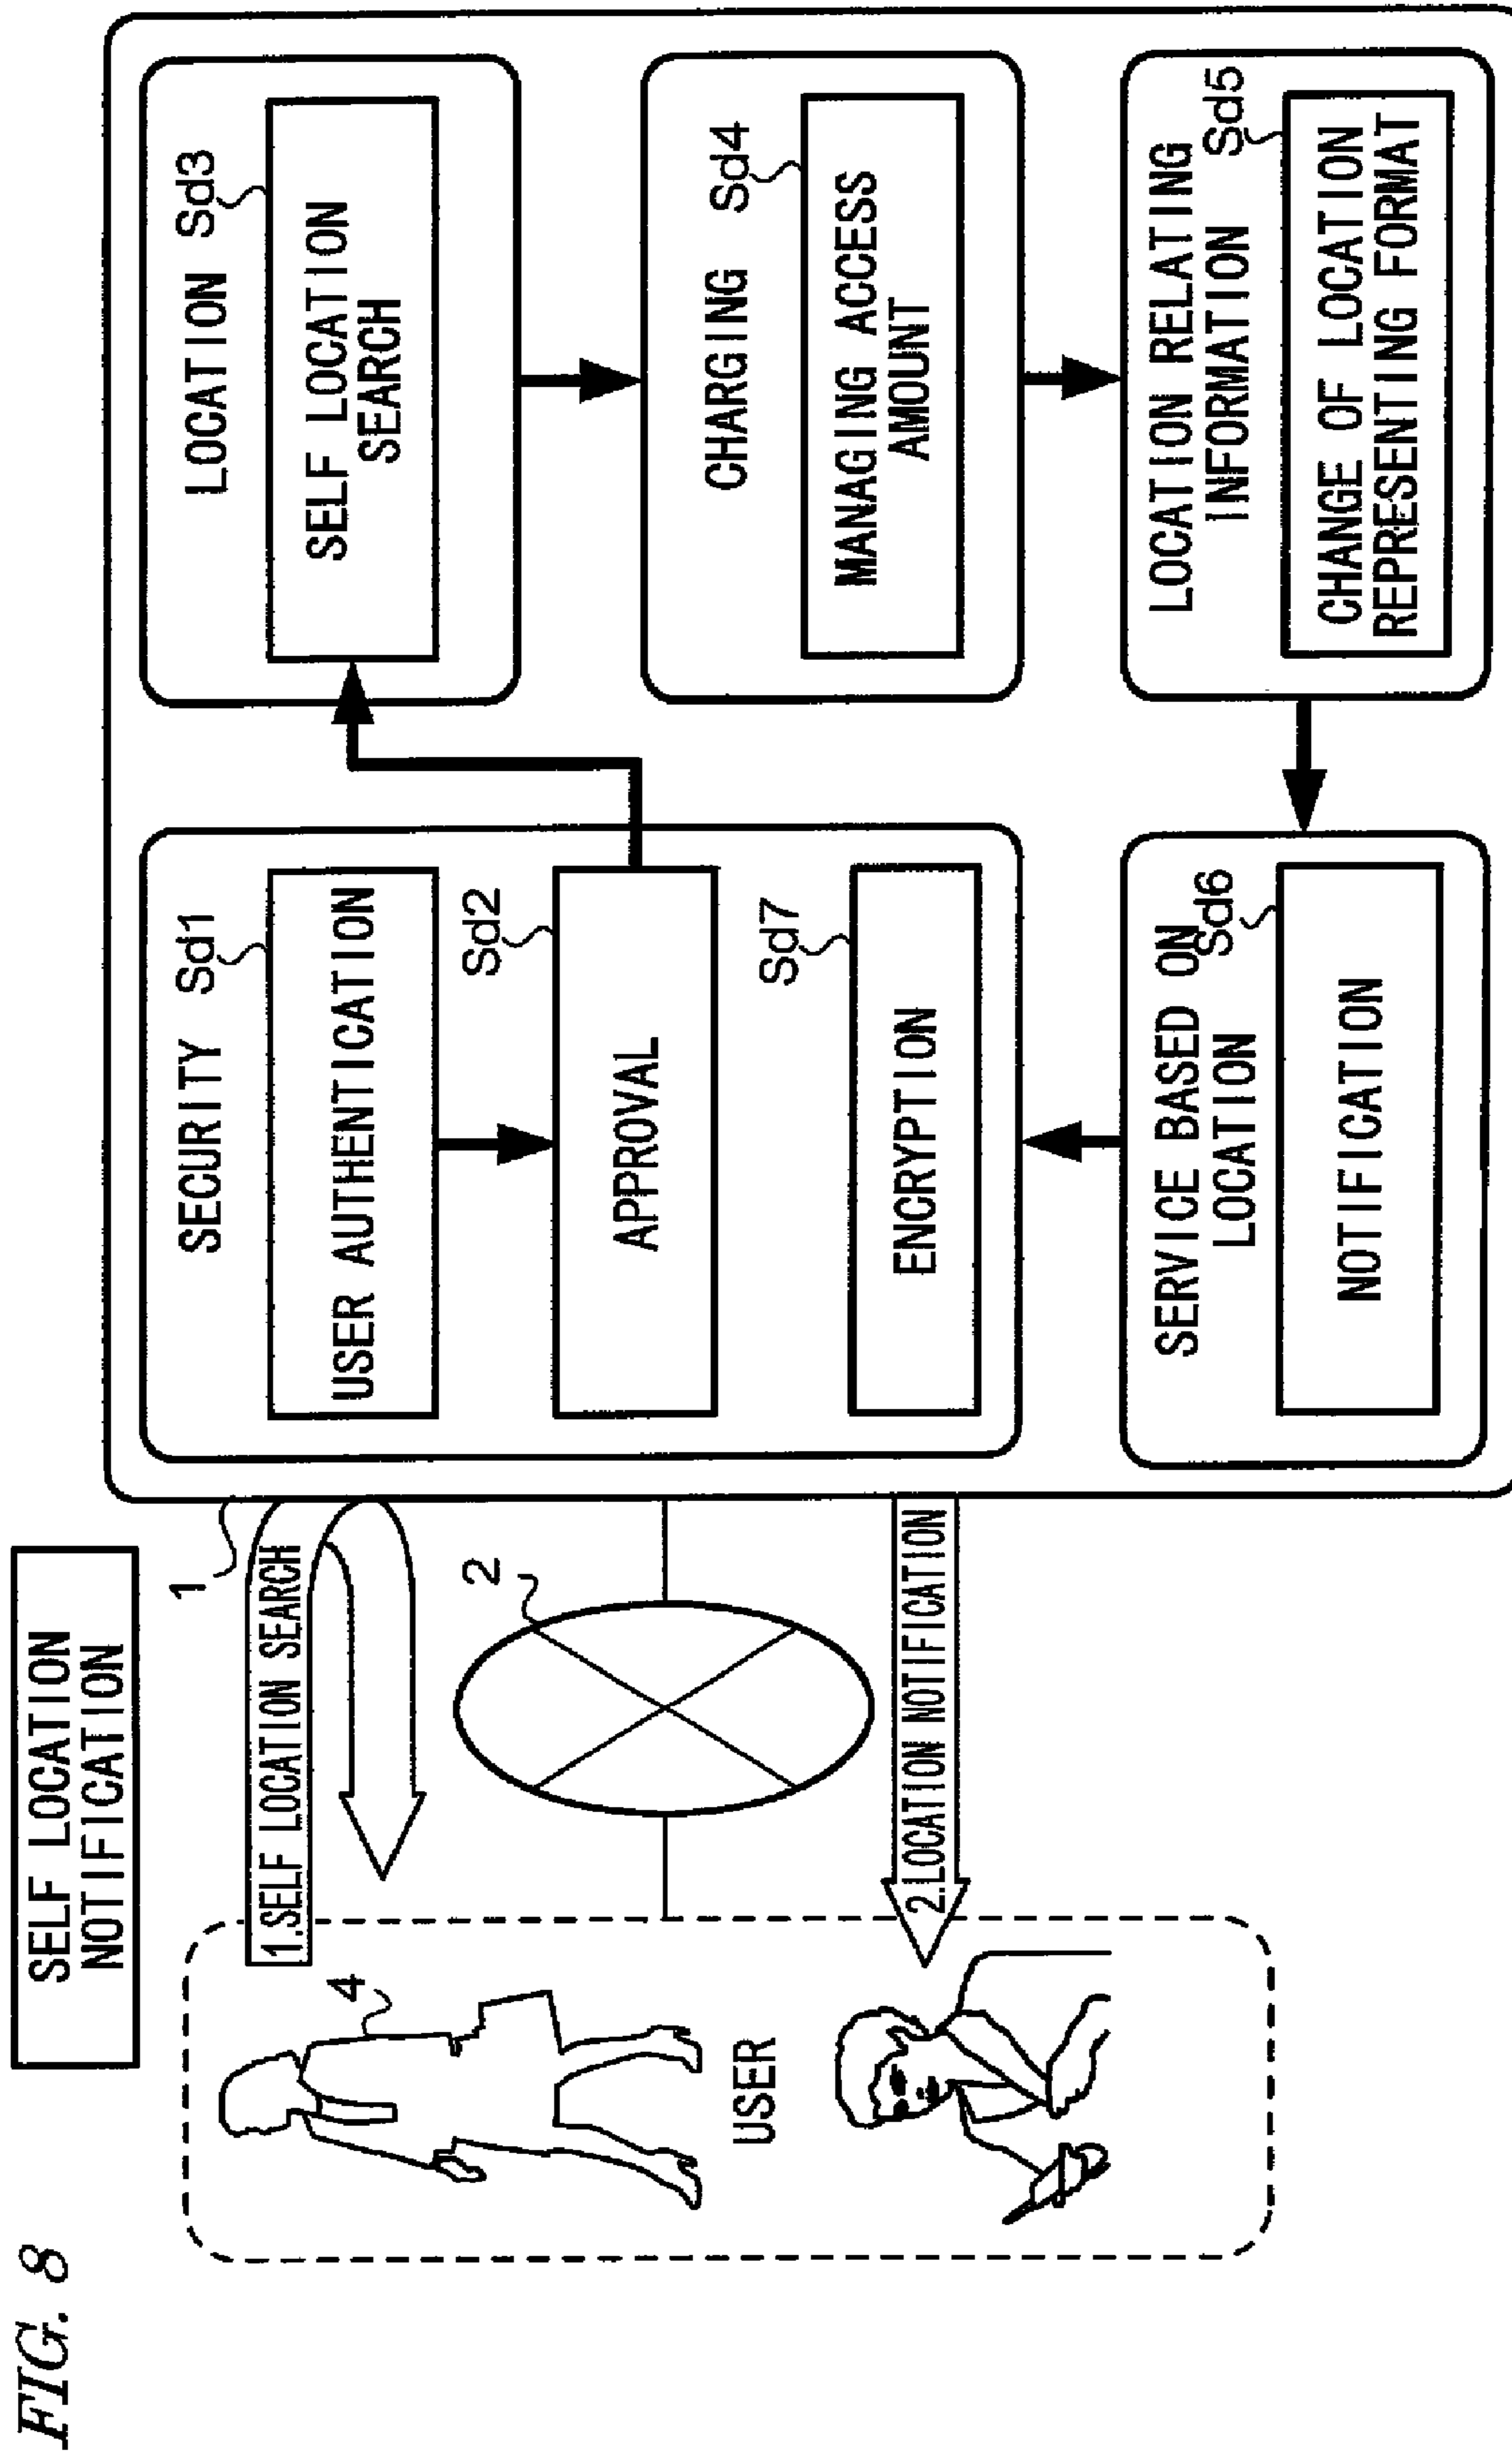 FIG. 8
SELF LOCATION
NOTIFICATION
1.SELF LOCATION SEARCH
1
4
USER
2
2.LOCATION NOTIFICATION
SECURITY
Sd1
USER AUTHENTICATION
Sd2
APPROVAL
Sd7
ENCRYPTION
LOCATION
Sd3
SELF LOCATION
SEARCH
CHARGING
Sd4
MANAGING ACCESS
AMOUNT
LOCATION RELATING
INFORMATION
Sd5
CHANGE OF LOCATION
REPRESENTING FORMAT
SERVICE BASED ON
LOCATION
Sd6
NOTIFICATION